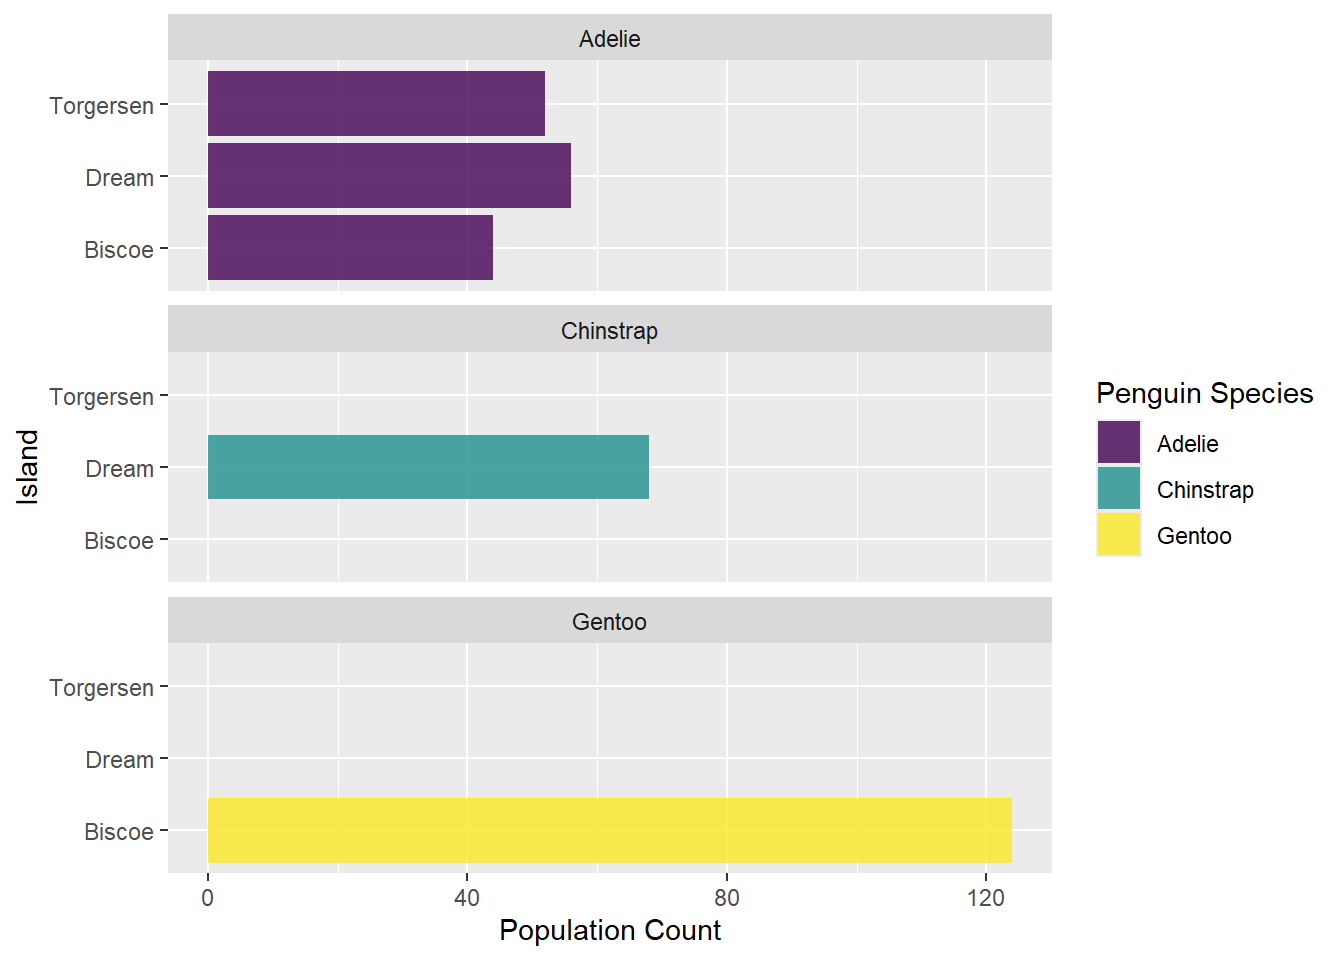 Adelie
Torgersen
Dream
Biscoe
Chinstrap
Torgersen
Dream
Biscoe
Gentoo
Torgersen
Dream
Biscoe
0 40 80 120
Population Count
Island
Penguin Species
Adelie
Chinstrap
Gentoo